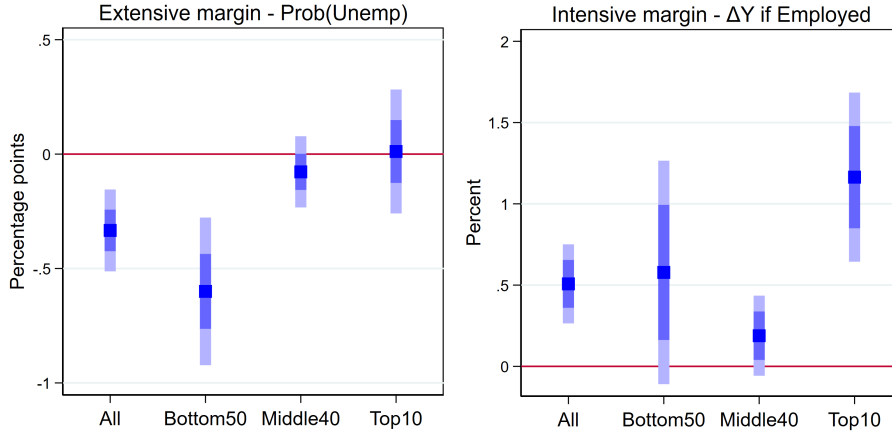 Extensive margin - Prob(Unemp)
Percentage points
.5
0
-.5
-1
All
Bottom50
Middle40
Top10
Intensive margin - ΔY if Employed
Percent
2
1.5
1
.5
0
All
Bottom50
Middle40
Top10